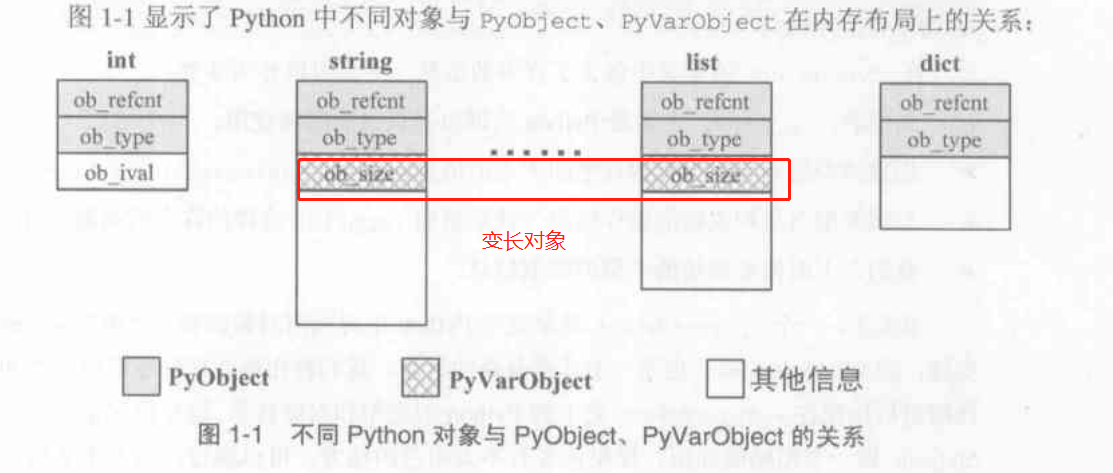 图 1-1 显示了 Python 中不同对象与 PyObject、PyVarObject 在内存布局上的关系:
int string list dict
ob_refcnt ob_refcnt ob_refcnt ob_refcnt
ob_type ob_type ...... ob_type ob_type
ob_ival ob_size ob_size
变长对象
PyObject PyVarObject 其他信息
图 1-1 不同 Python 对象与 PyObject、PyVarObject 的关系